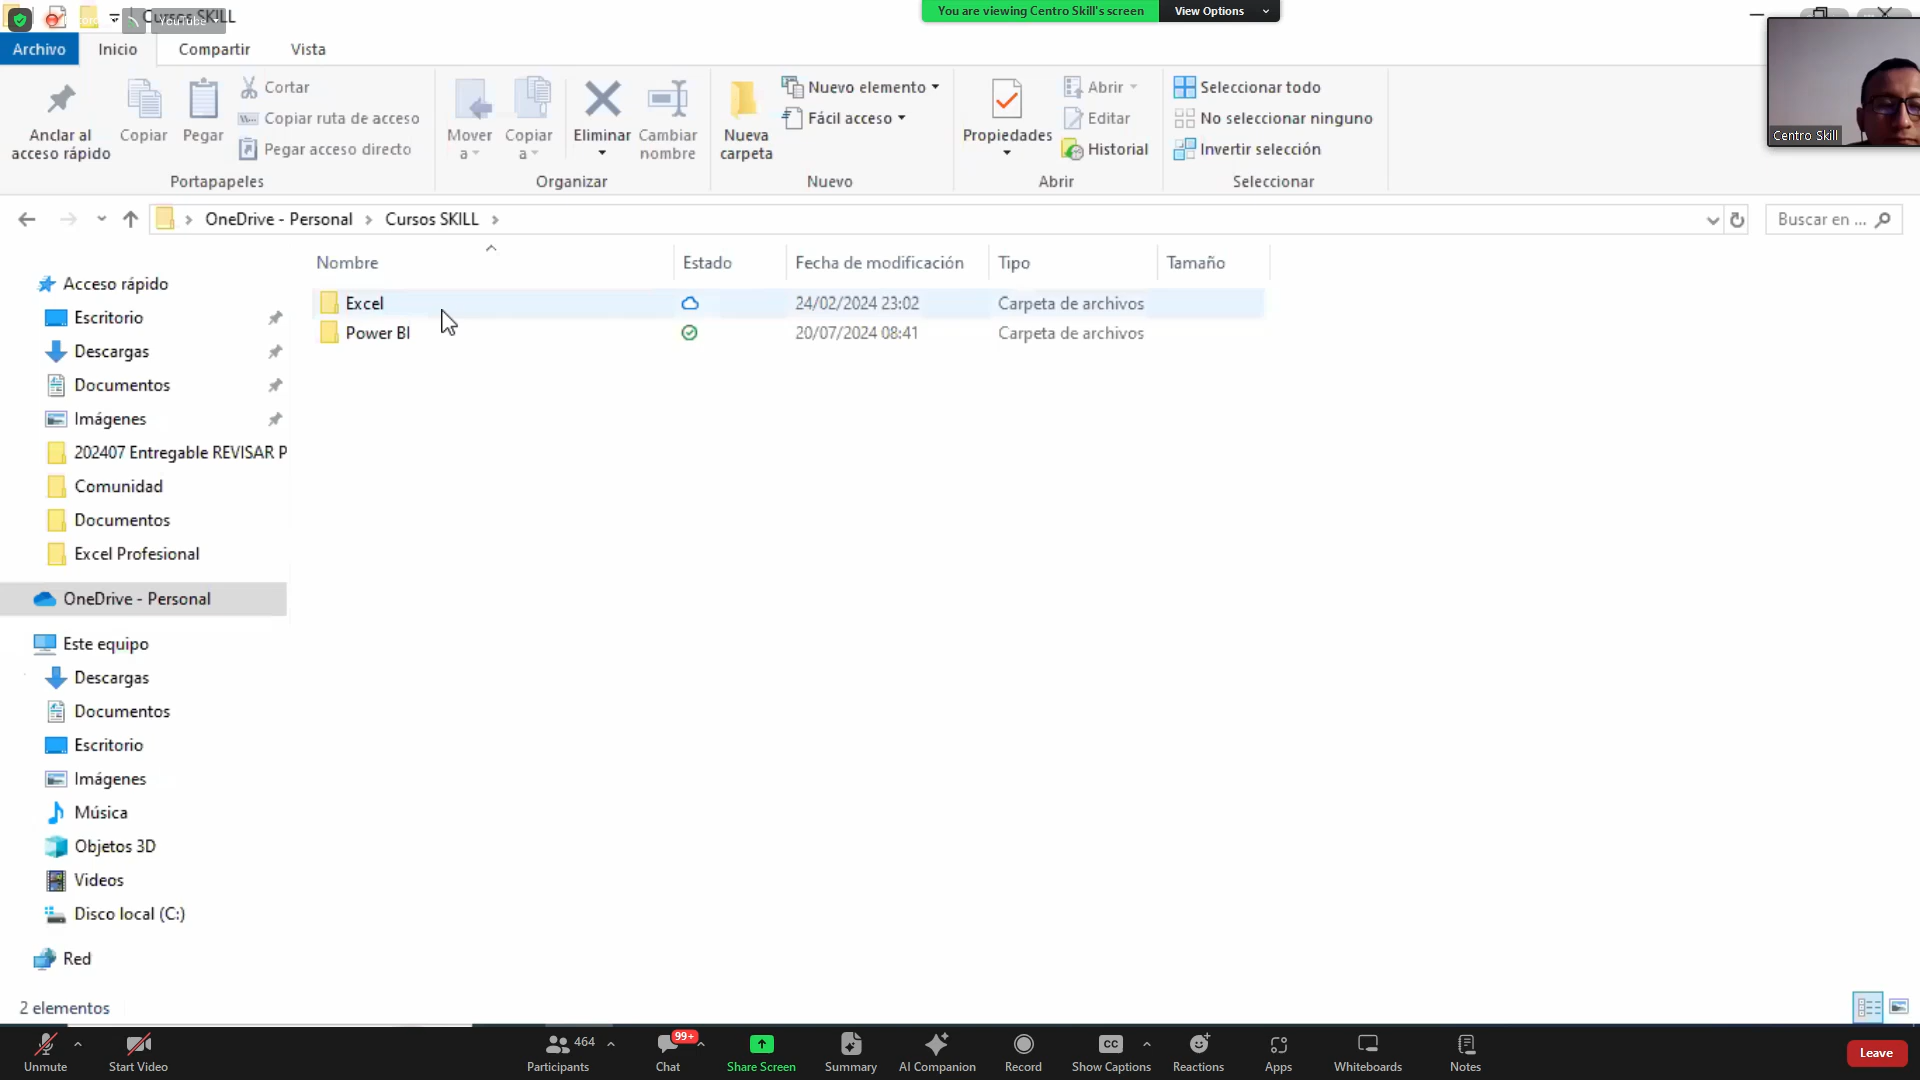 Cursos SKILL
YouTube
You are viewing Centro Skill's screen
View Options
Archivo
Inicio
Compartir
Vista
Anclar al
acceso rápido
Copiar
Pegar
Cortar
Copiar ruta de acceso
Pegar acceso directo
Portapapeles
Mover
a
Copiar
a
Eliminar
Cambiar
nombre
Organizar
Nueva
carpeta
Nuevo elemento
Fácil acceso
Nuevo
Propiedades
Abrir
Editar
Historial
Abrir
Seleccionar todo
No seleccionar ninguno
Invertir selección
Seleccionar
Centro Skill
OneDrive - Personal
Cursos SKILL
Buscar en ...
Nombre
Estado
Fecha de modificación
Tipo
Tamaño
Excel
24/02/2024 23:02
Carpeta de archivos
Power BI
20/07/2024 08:41
Carpeta de archivos
Acceso rápido
Escritorio
Descargas
Documentos
Imágenes
202407 Entregable REVISAR P
Comunidad
Documentos
Excel Profesional
OneDrive - Personal
Este equipo
Descargas
Documentos
Escritorio
Imágenes
Música
Objetos 3D
Videos
Disco local (C:)
Red
2 elementos
Unmute
Start Video
464
Participants
99+
Chat
Share Screen
Summary
AI Companion
Record
CC
Show Captions
Reactions
Apps
Whiteboards
Notes
Leave